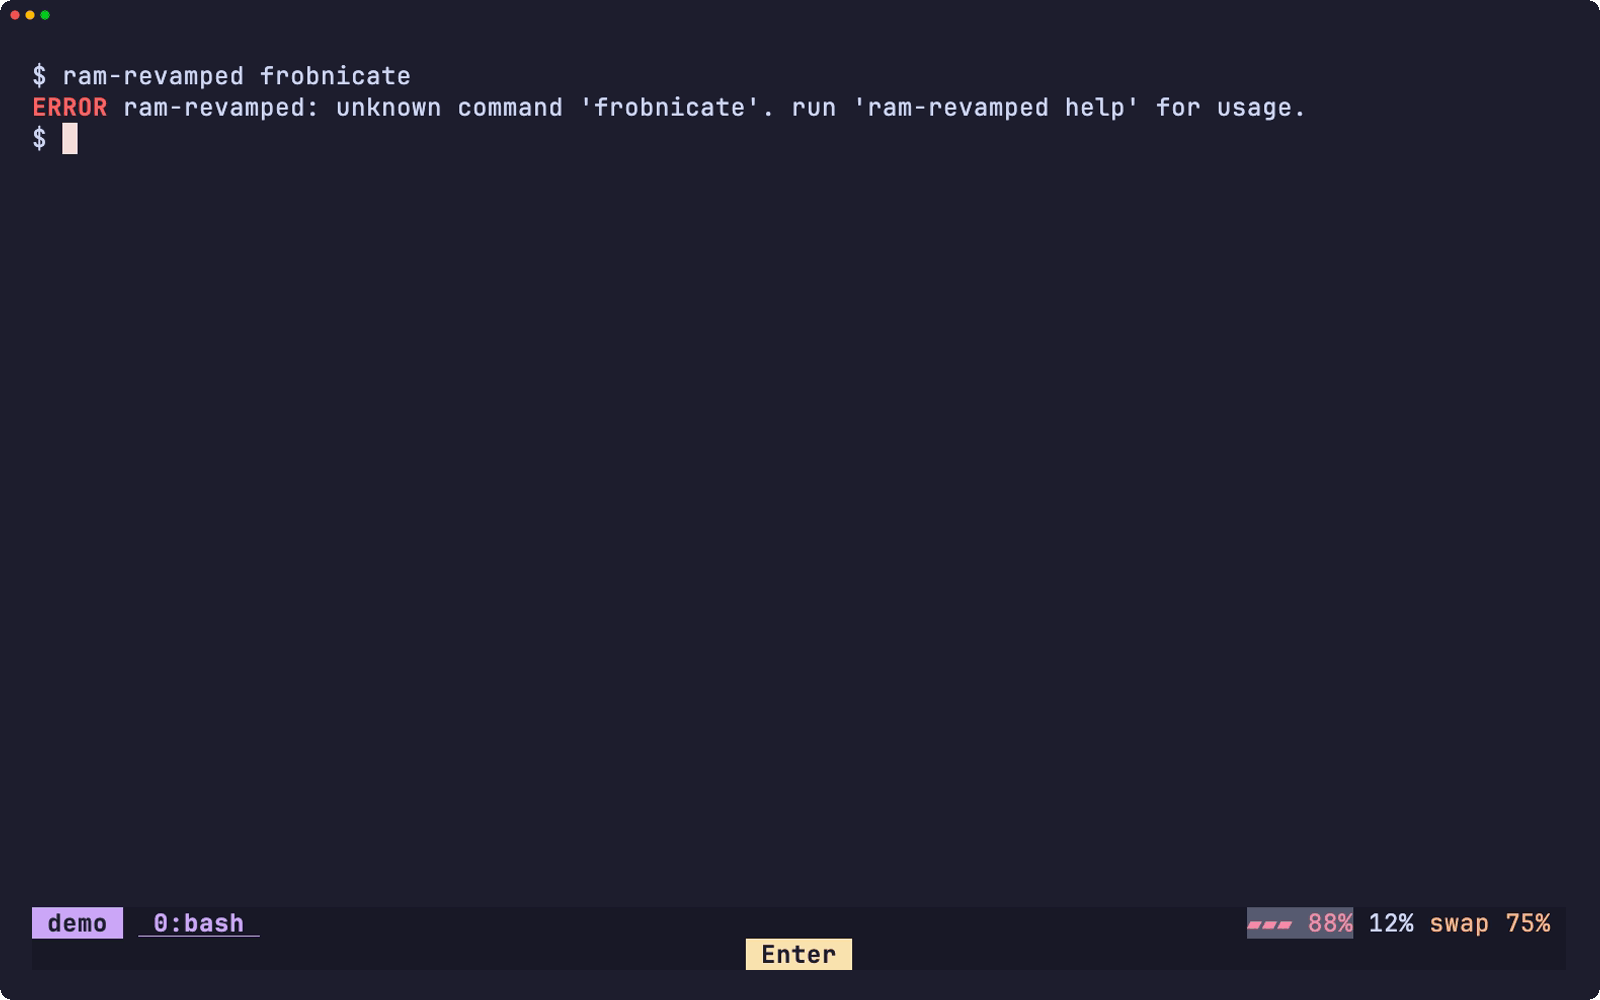 $ ram-revamped frobnicate
ERROR ram-revamped: unknown command 'frobnicate'. run 'ram-revamped help' for usage.
$
demo 0:bash ▰▰▰ 88% 12% swap 75%
Enter